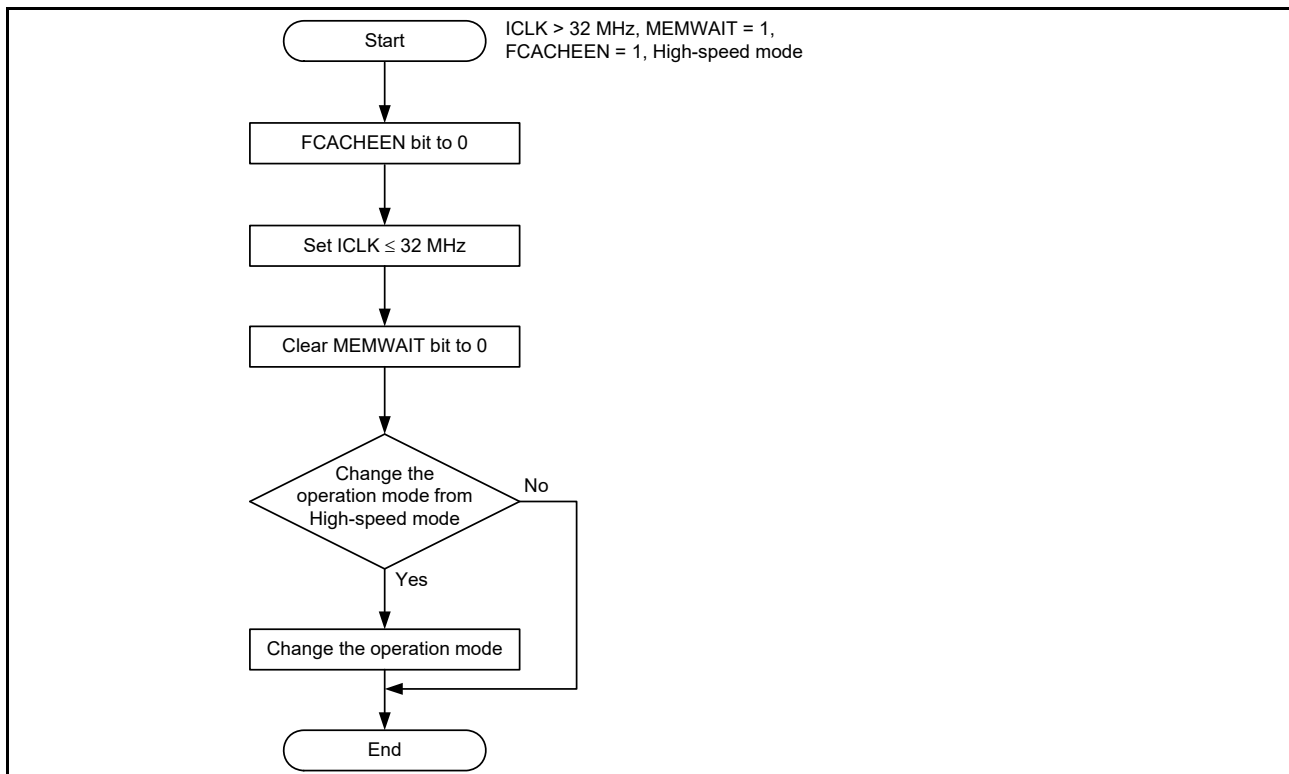 Start
ICLK > 32 MHz, MEMWAIT = 1,
FCACHEEN = 1, High-speed mode
FCACHEEN bit to 0
Set ICLK ≤ 32 MHz
Clear MEMWAIT bit to 0
Change the
operation mode from
High-speed mode
No
Yes
Change the operation mode
End